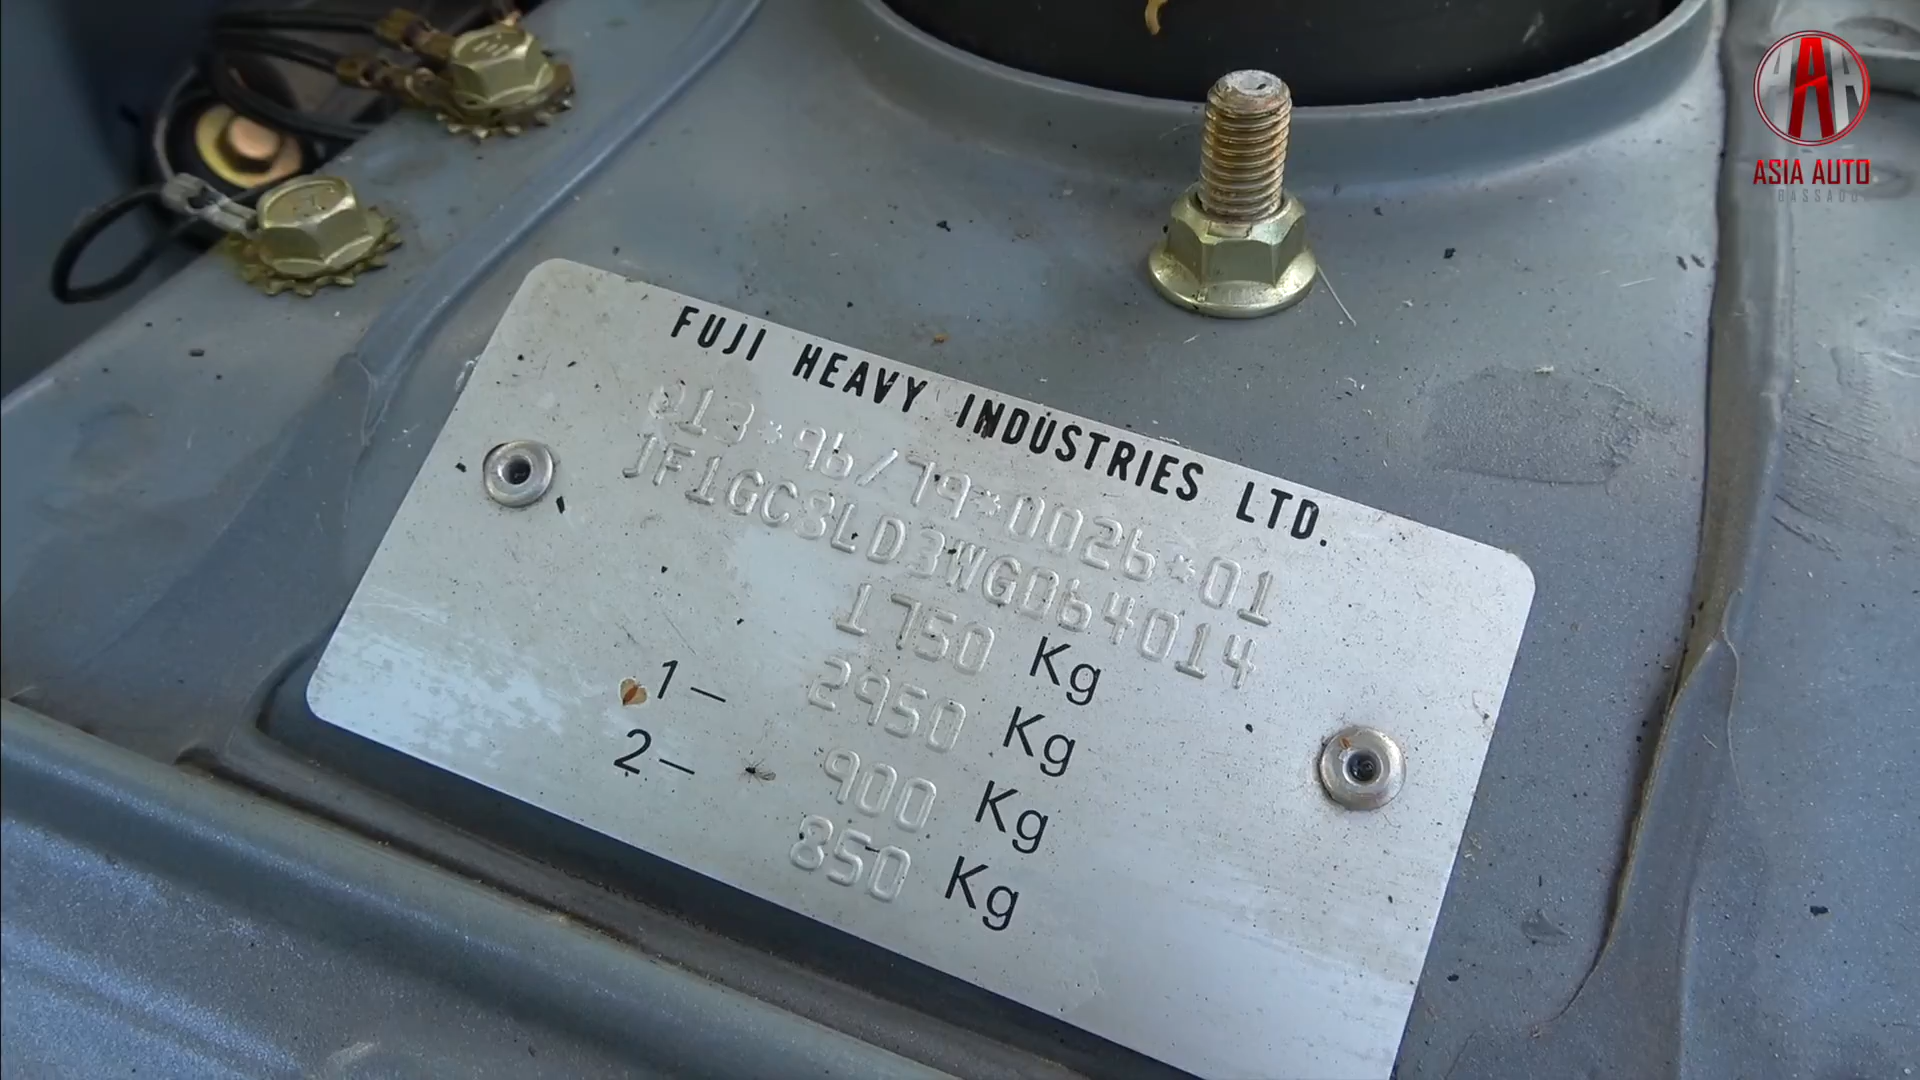 FUJI HEAVY INDUSTRIES LTD.
e13*96/79*0026*01
JF1GC8LD3WG064014
1750 Kg
2950 Kg
1– 900 Kg
2– 850 Kg
AAA
ASIA AUTO